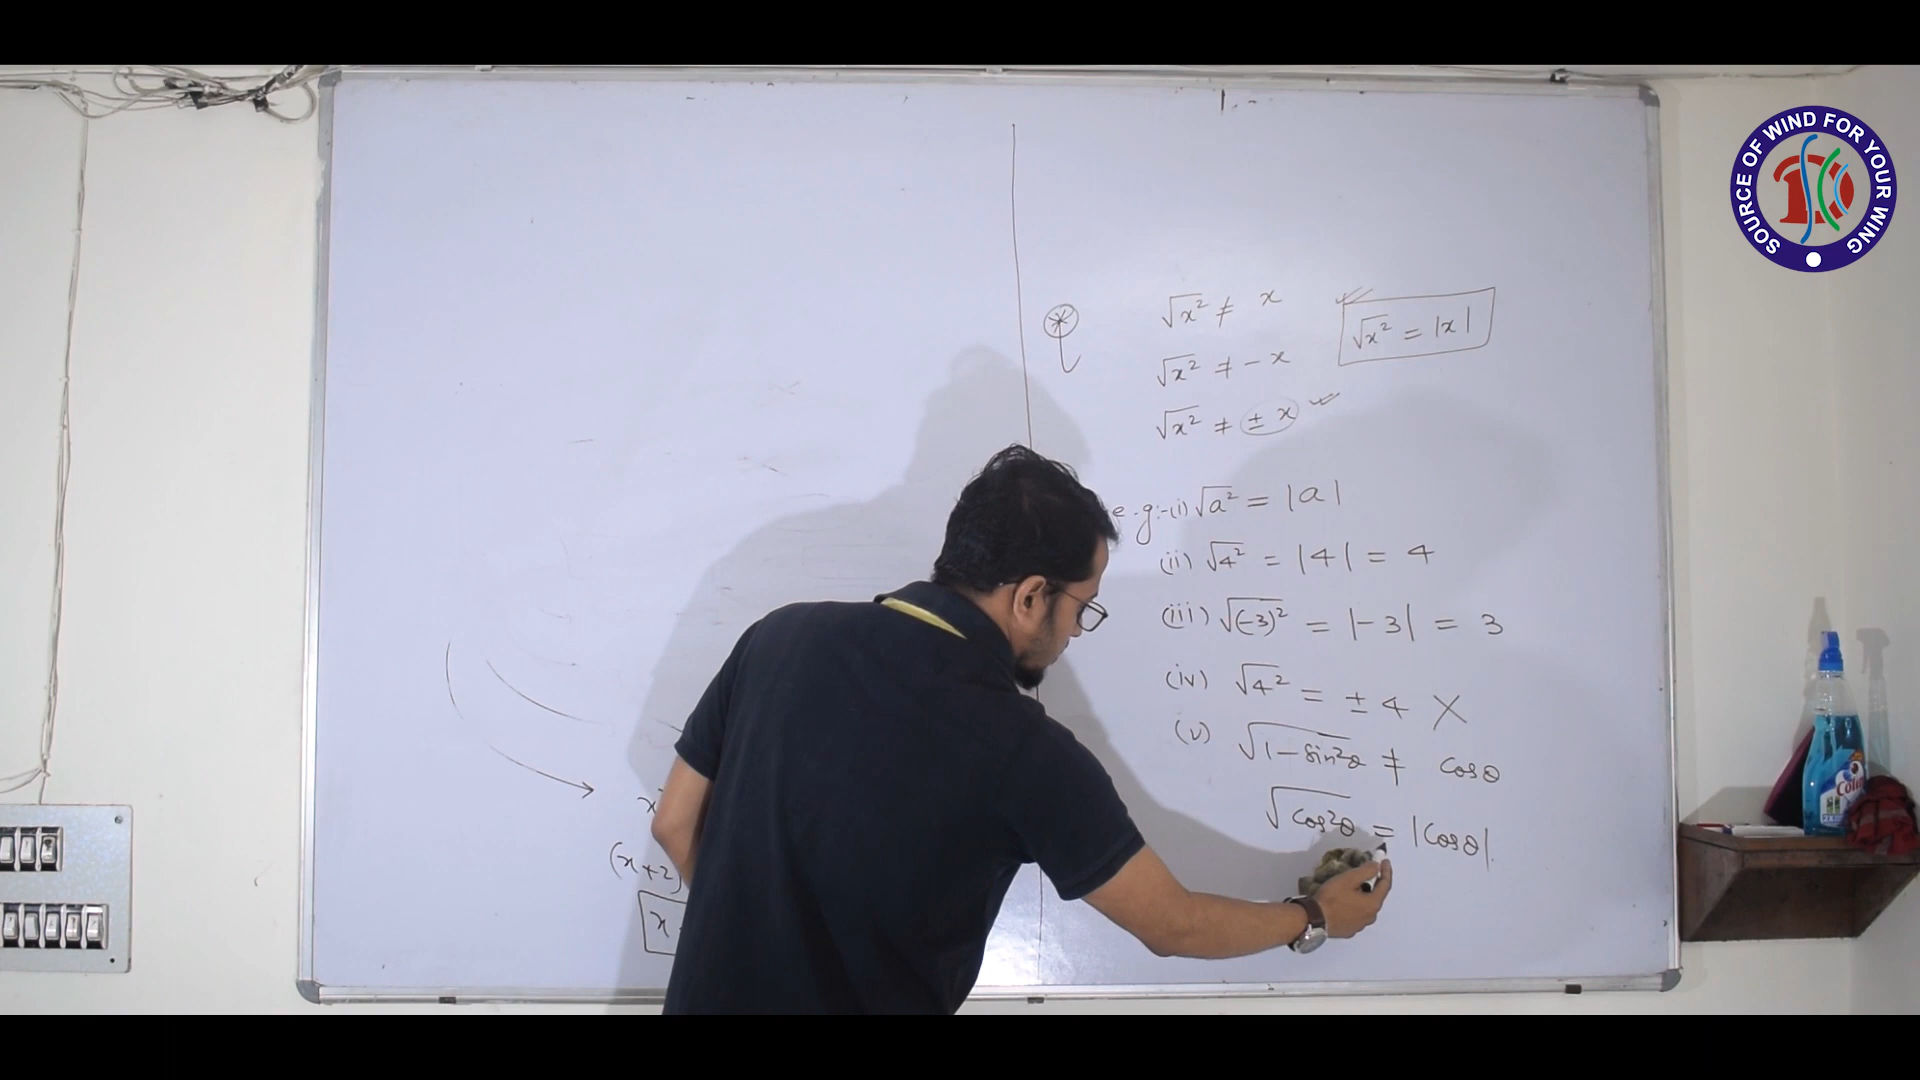 SOURCE OF WIND FOR YOUR WING
√x² ≠ x
√x² = |x|
√x² ≠ - x
√x² ≠ ± x
e.g:-(i) √a² = |a|
(ii) √4² = |4| = 4
(iii) √(-3)² = |-3| = 3
(iv) √4² = ± 4 X
(v) √1-sin²θ ≠ cosθ
√cos²θ = |cosθ|.
(x+2)
x
Colin